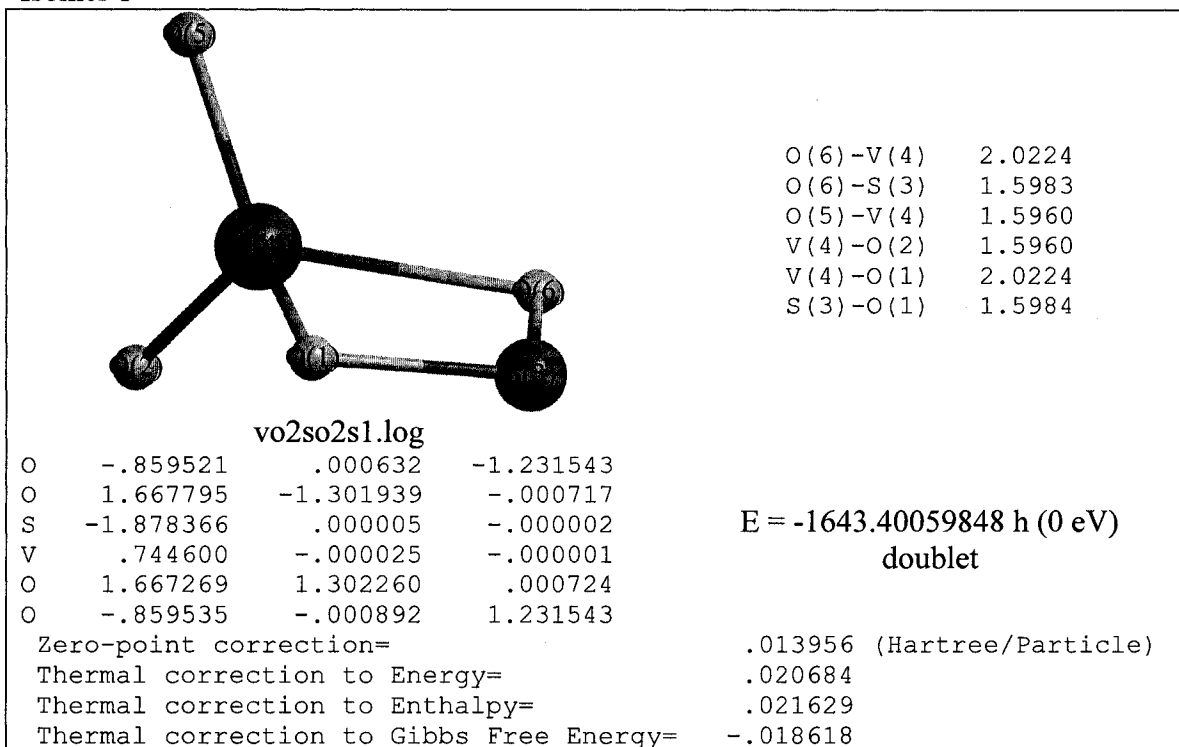 O(6)-V(4) 2.0224
O(6)-S(3) 1.5983
O(5)-V(4) 1.5960
V(4)-O(2) 1.5960
V(4)-O(1) 2.0224
S(3)-O(1) 1.5984
vo2so2s1.log
O -.859521 .000632 -1.231543
O 1.667795 -1.301939 -.000717
S -1.878366 .000005 -.000002
V .744600 -.000025 -.000001
O 1.667269 1.302260 .000724
O -.859535 -.000892 1.231543
E = -1643.40059848 h (0 eV)
doublet
Zero-point correction= .013956 (Hartree/Particle)
Thermal correction to Energy= .020684
Thermal correction to Enthalpy= .021629
Thermal correction to Gibbs Free Energy= -.018618